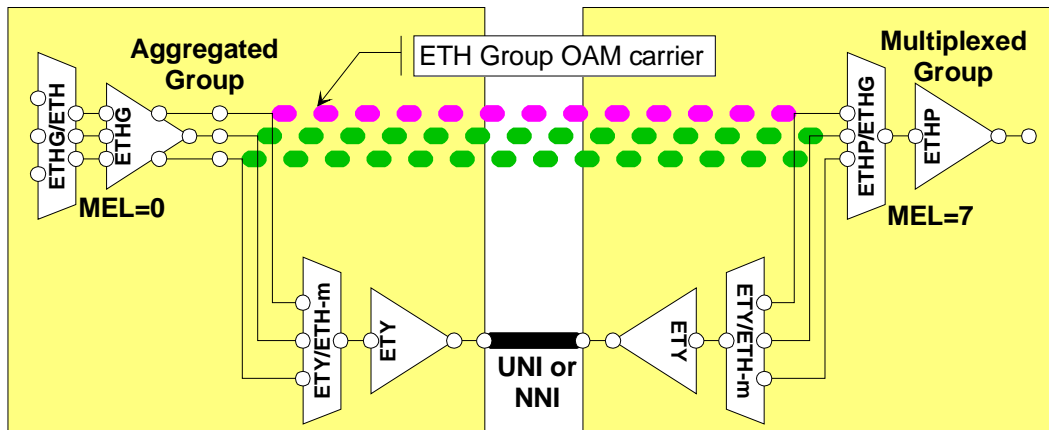 Aggregated
Group
ETH Group OAM carrier
Multiplexed
Group
ETHG/ETH
ETHG
ETHP/ETHG
ETHP
MEL=0
MEL=7
ETY/ETH-m
ETY
ETY
ETY/ETH-m
UNI or
NNI